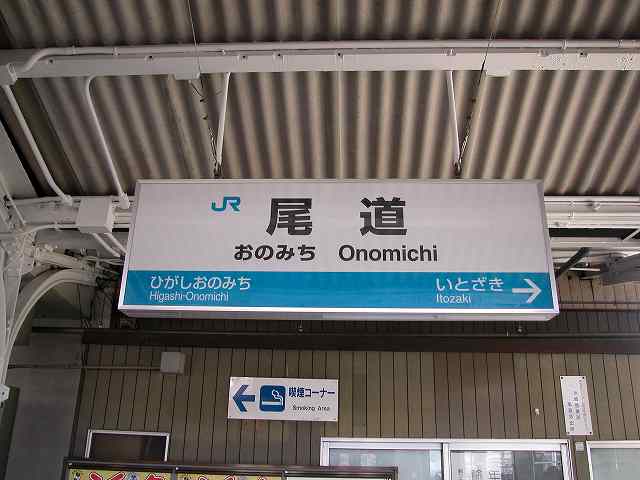 JR 尾道
おのみち Onomichi
ひがしおのみち いとざき
Higashi-Onomichi Itozaki
喫煙コーナー
Smoking Area